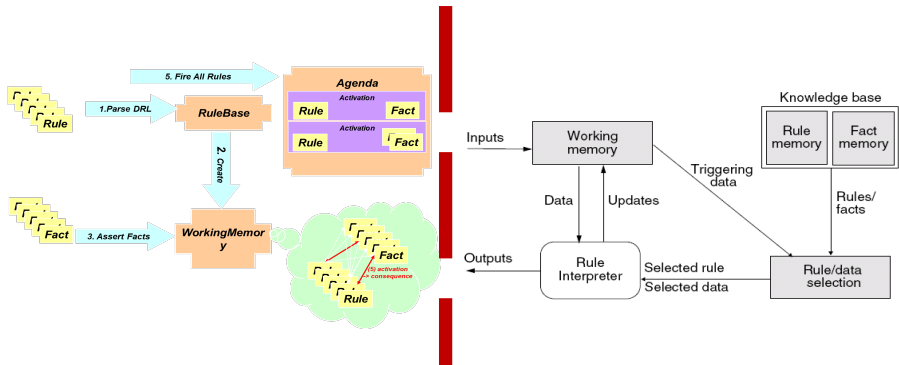 5. Fire All Rules
Agenda
Activation
Rule
Fact
Activation
Rule
Fact
Rule
1.Parse DRL
RuleBase
2. Create
Fact
3. Assert Facts
WorkingMemor
y
Fact
(5) activation
-> consequence
Rule
Knowledge base
Rule
memory
Fact
memory
Inputs
Working
memory
Triggering
data
Data
Updates
Rules/
facts
Outputs
Rule
Interpreter
Selected rule
Selected data
Rule/data
selection